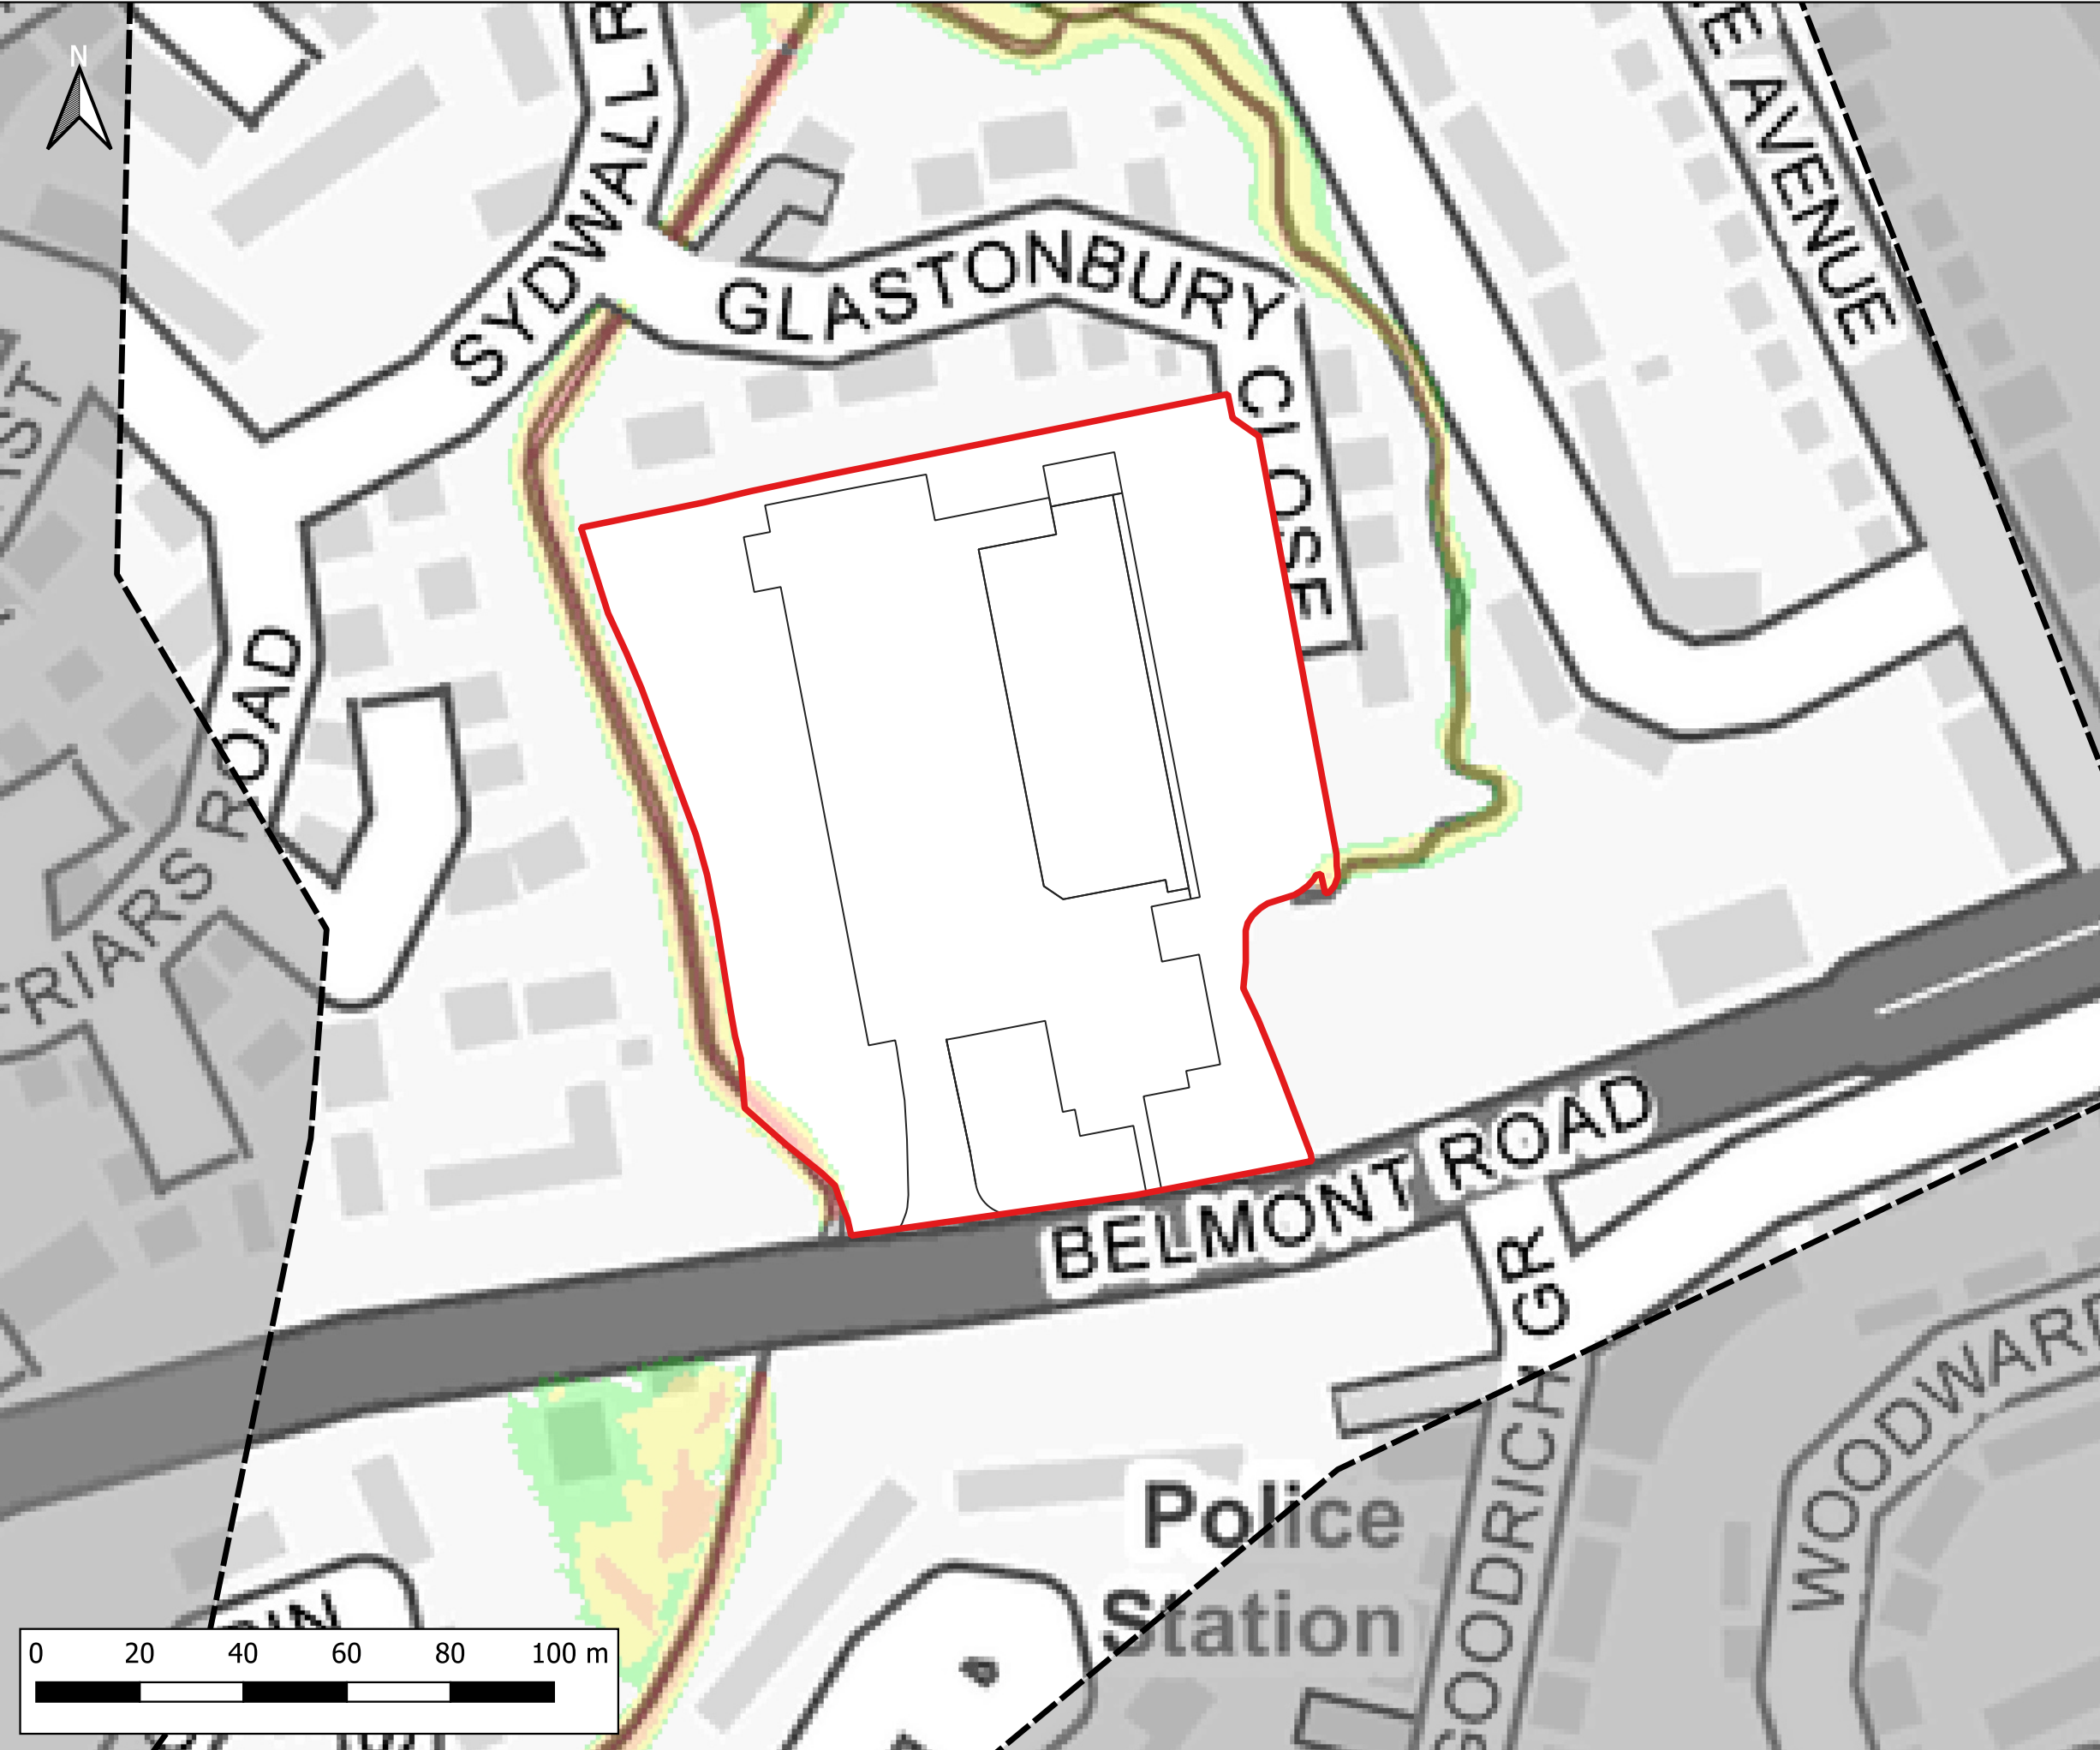 N
SYDWALL R
E AVENUE
GLASTONBURY
CLOSE
ROAD
FRIARS
BELMONT ROAD
GR
GOODRICH
WOODWARD
Police
Station
0 20 40 60 80 100 m